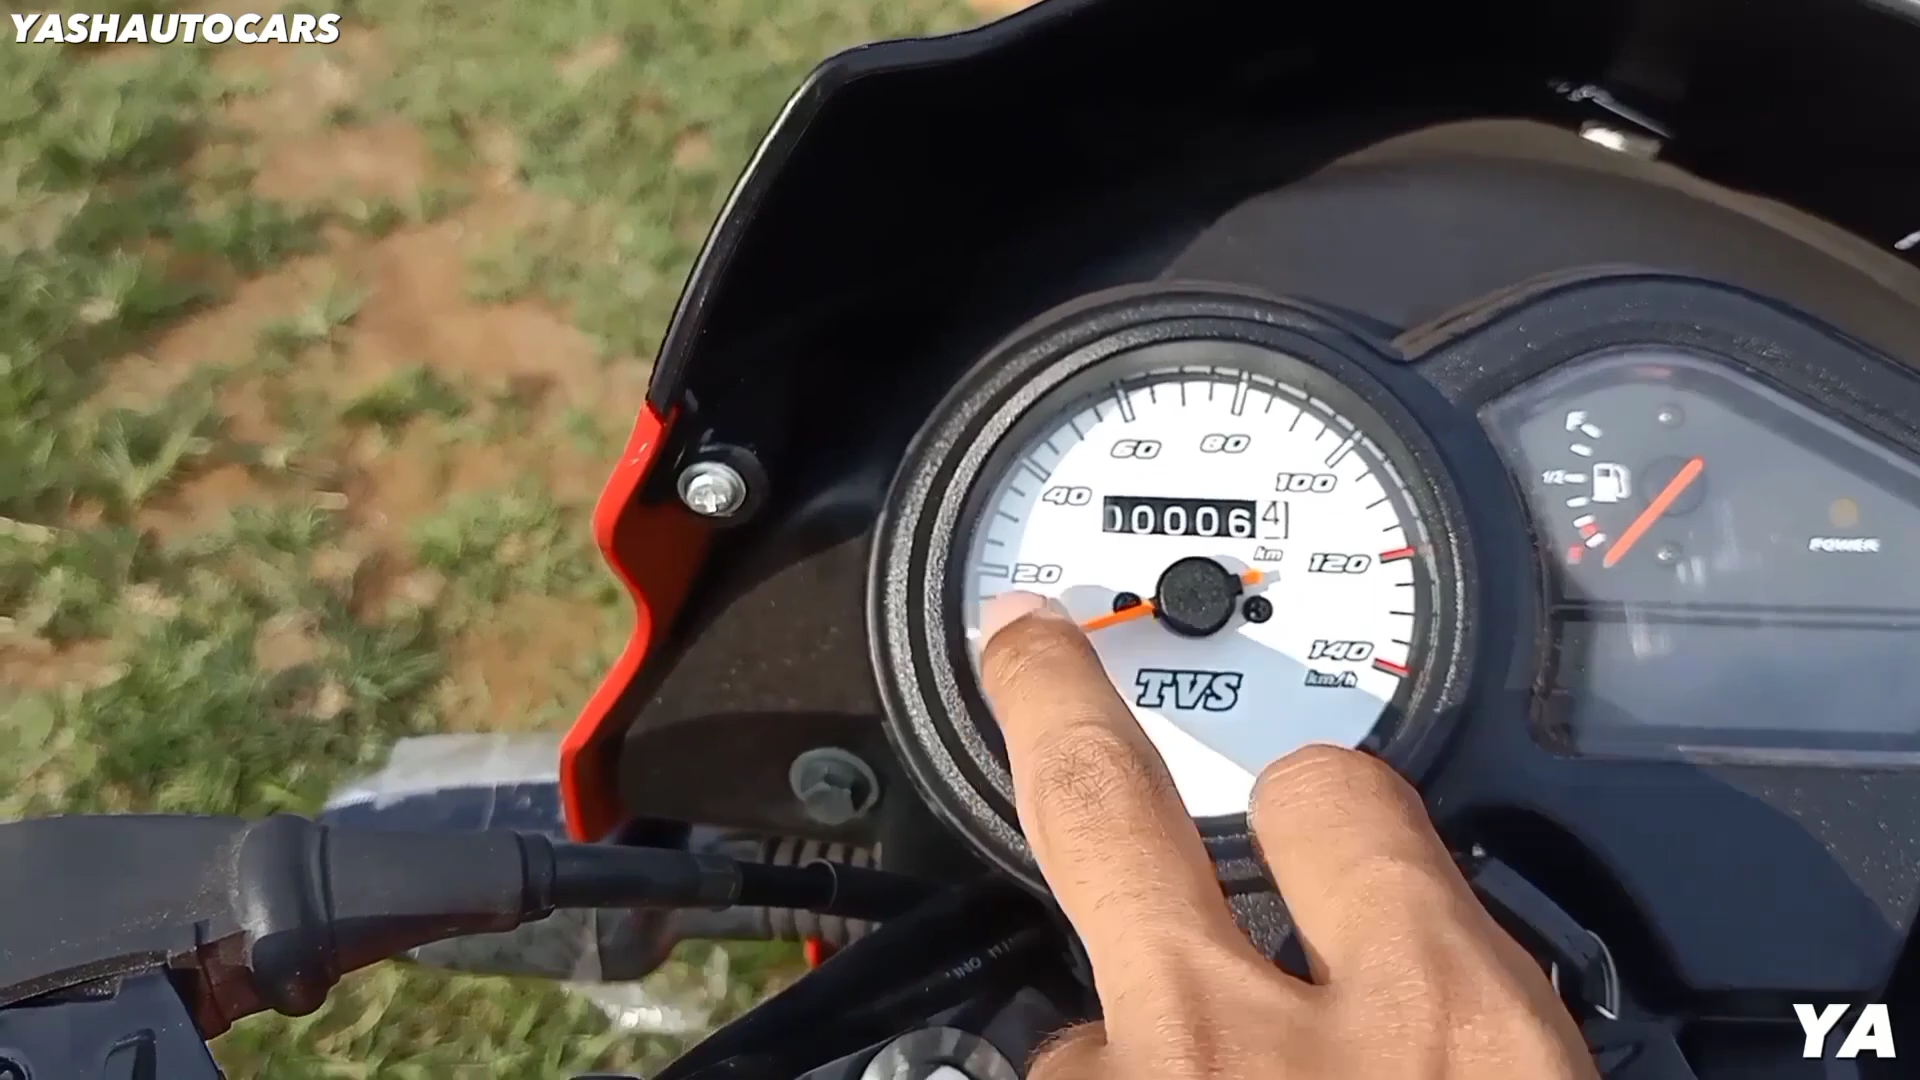 YASHAUTOCARS
60 80
40 100
00006 4
km
20 120
140
km/h
TVS
F
1/2
POWER
YA